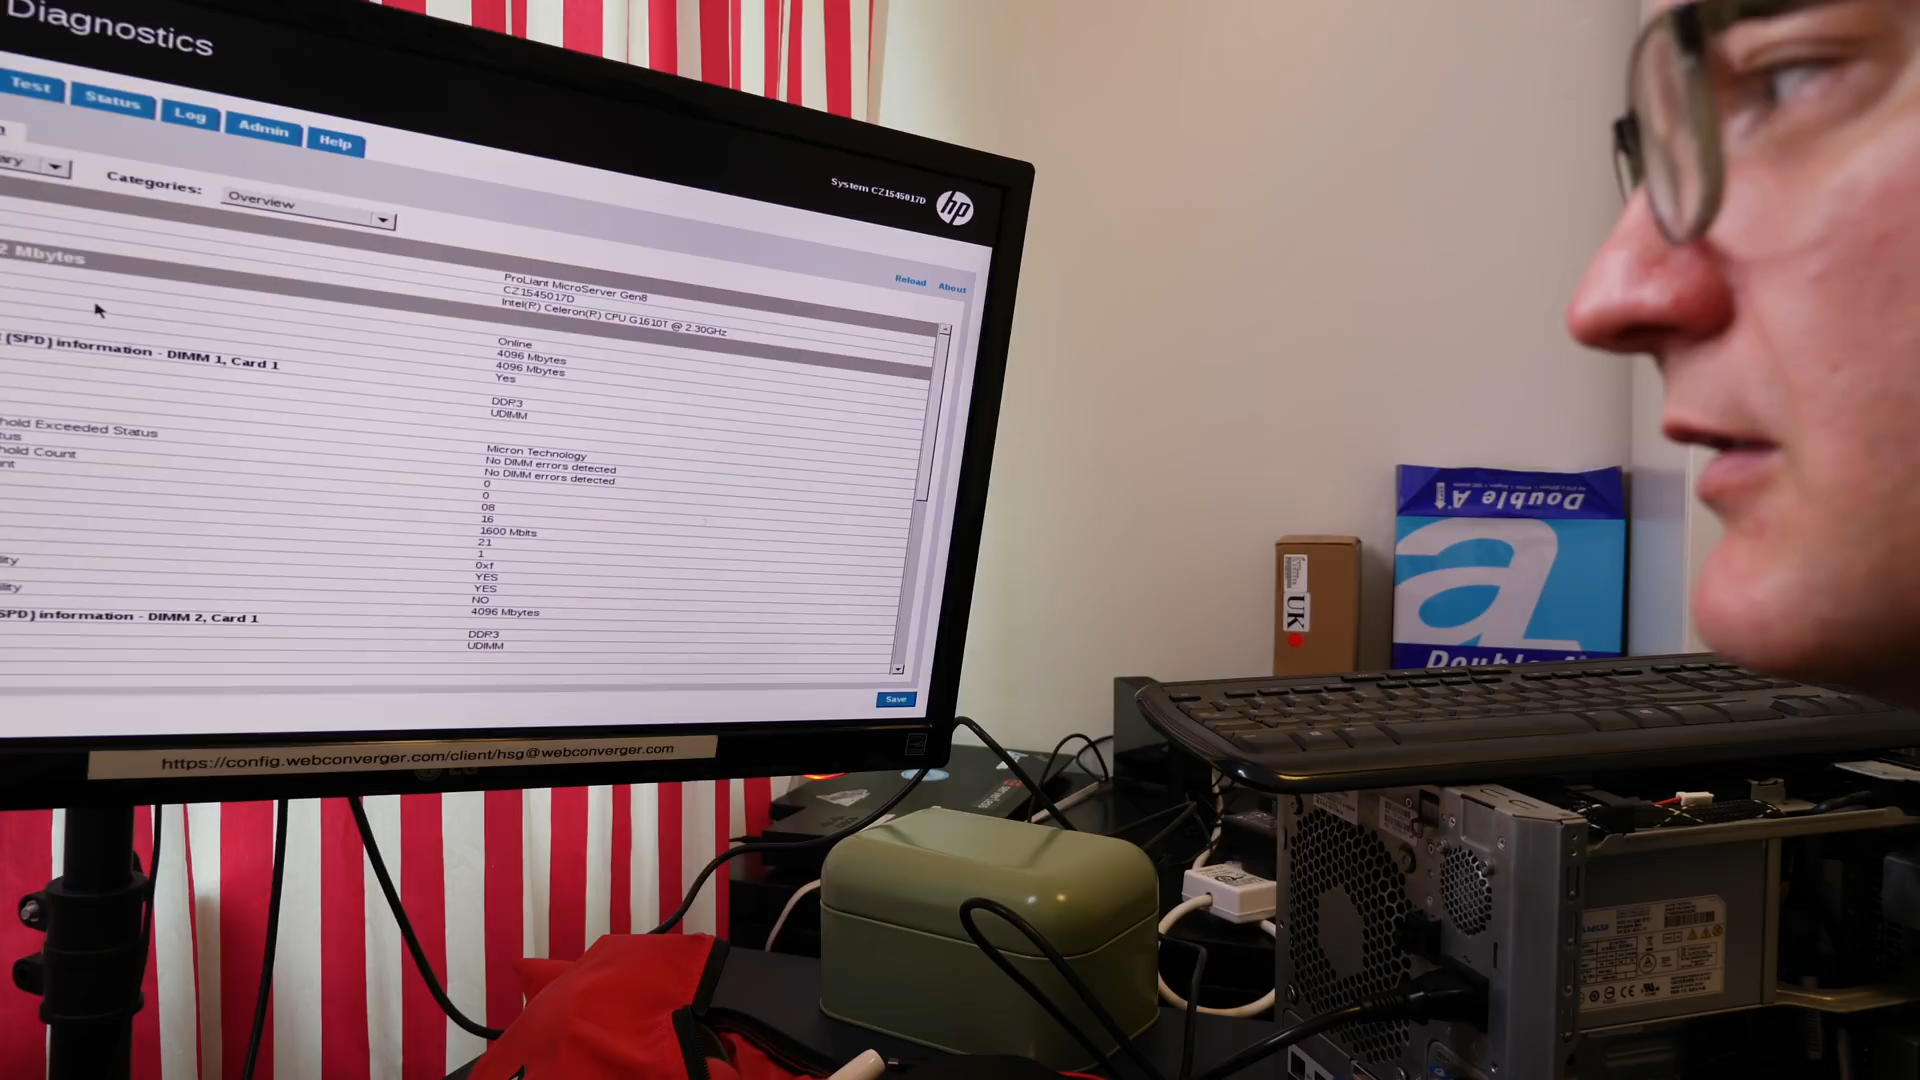 Diagnostics
Test
Status
Log
Admin
Help
System CZ1545017D
hp
Categories:
Overview
Reload
About
2 Mbytes
ProLiant MicroServer Gen8
CZ1545017D
Intel(R) Celeron(R) CPU G1610T @ 2.30GHz
Online
4096 Mbytes
4096 Mbytes
Yes
(SPD) information - DIMM 1, Card 1
DDR3
UDIMM
hold Exceeded Status
tus
hold Count
Micron Technology
No DIMM errors detected
No DIMM errors detected
0
0
08
16
1600 Mbits
21
1
0xf
YES
YES
NO
4096 Mbytes
SPD) information - DIMM 2, Card 1
DDR3
UDIMM
Save
https://config.webconverger.com/client/hsg@webconverger.com
LG
UK
Double A
a
Double A